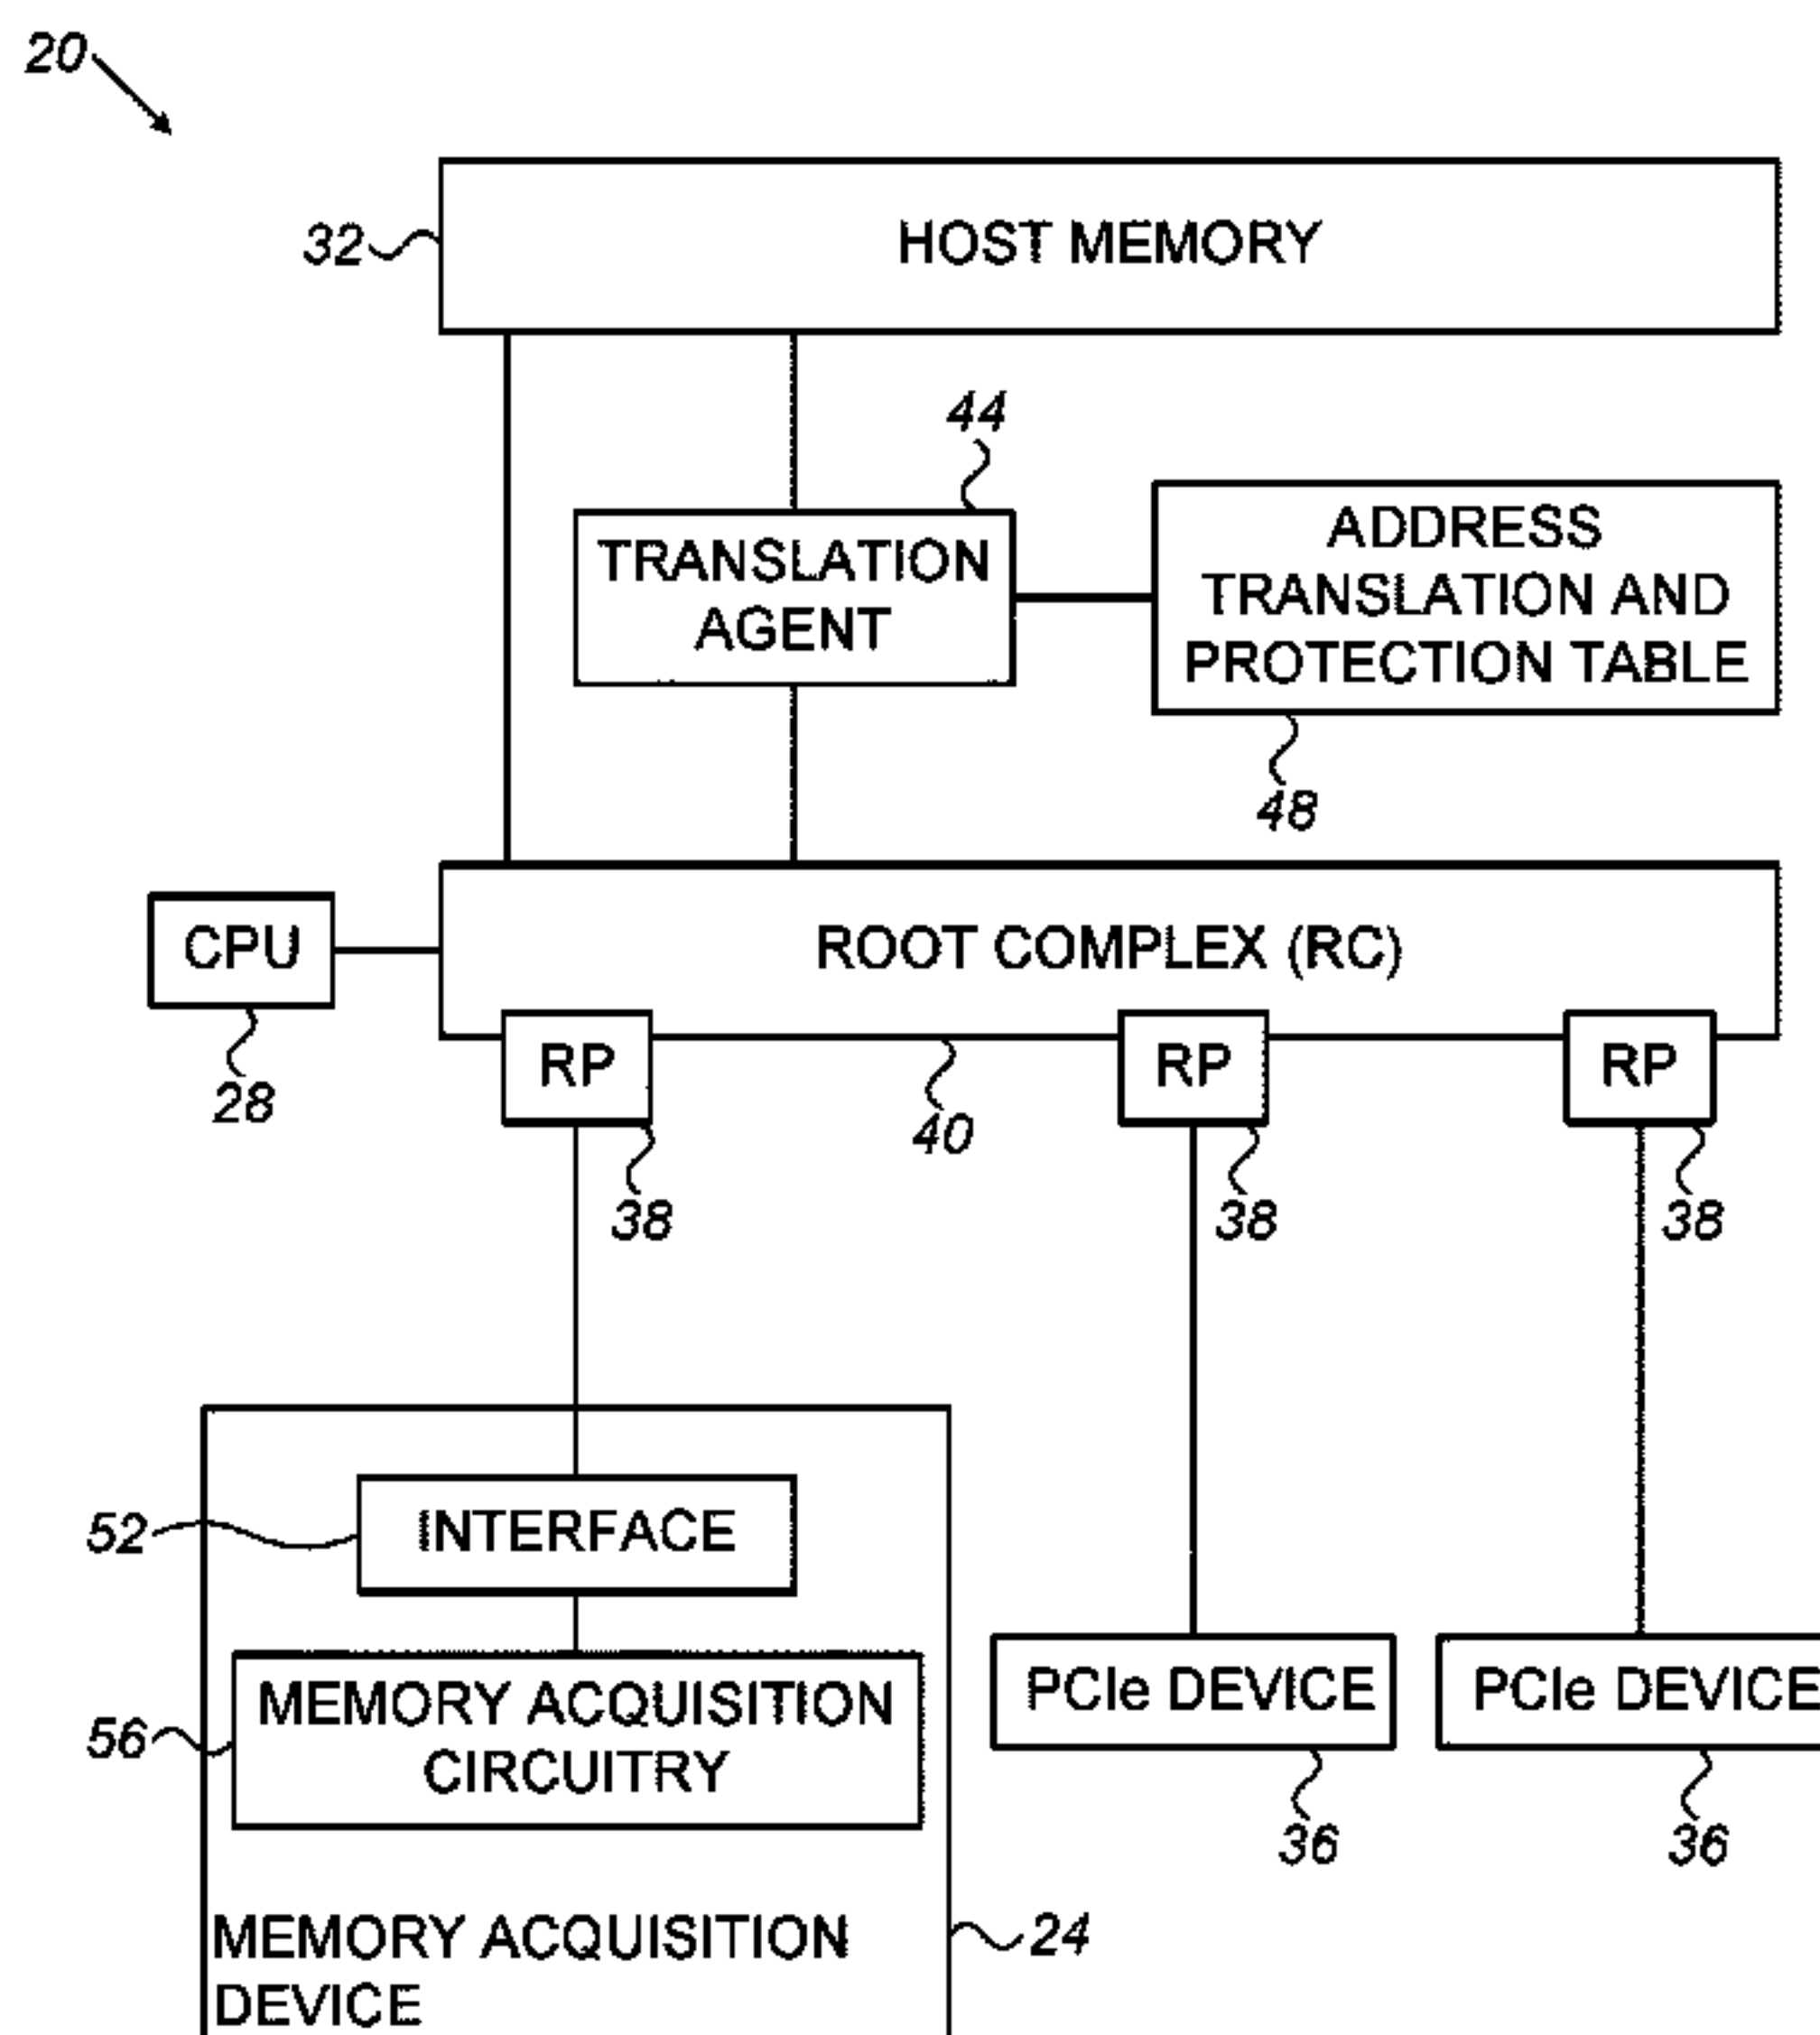 20
32
HOST MEMORY
44
TRANSLATION
AGENT
ADDRESS
TRANSLATION AND
PROTECTION TABLE
48
CPU
28
ROOT COMPLEX (RC)
RP
RP
RP
38
40
38
38
52
INTERFACE
56
MEMORY ACQUISITION
CIRCUITRY
PCIe DEVICE
PCIe DEVICE
36
36
MEMORY ACQUISITION
DEVICE
24